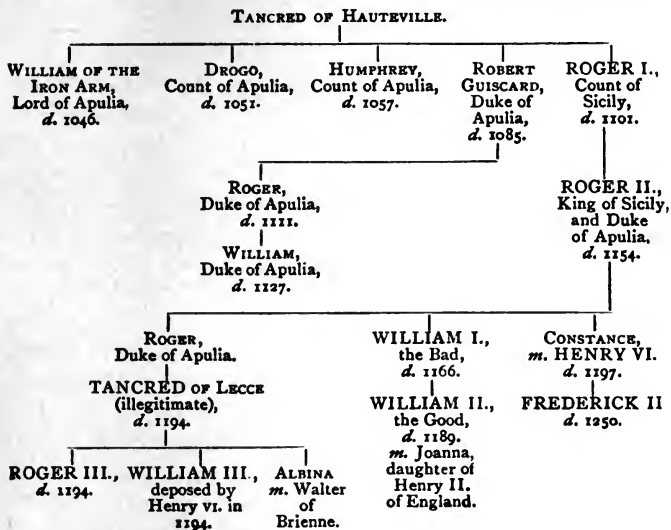 TANCRED OF HAUTEVILLE.
WILLIAM OF THE
IRON ARM,
Lord of Apulia,
d. 1046.
DROGO,
Count of Apulia,
d. 1051.
HUMPHREY,
Count of Apulia,
d. 1057.
ROBERT
GUISCARD,
Duke of
Apulia,
d. 1085.
ROGER I.,
Count of
Sicily,
d. 1101.
ROGER,
Duke of Apulia,
d. 1111.
WILLIAM,
Duke of Apulia,
d. 1127.
ROGER II.,
King of Sicily,
and Duke
of Apulia,
d. 1154.
ROGER,
Duke of Apulia.
TANCRED OF LECCE
(illegitimate),
d. 1194.
WILLIAM I.,
the Bad,
d. 1166.
WILLIAM II.,
the Good,
d. 1189.
m. Joanna,
daughter of
Henry II.
of England.
CONSTANCE,
m. HENRY VI.
d. 1197.
FREDERICK II
d. 1250.
ROGER III.,
d. 1194.
WILLIAM III.,
deposed by
Henry VI. in
1194.
ALBINA
m. Walter
of
Brienne.